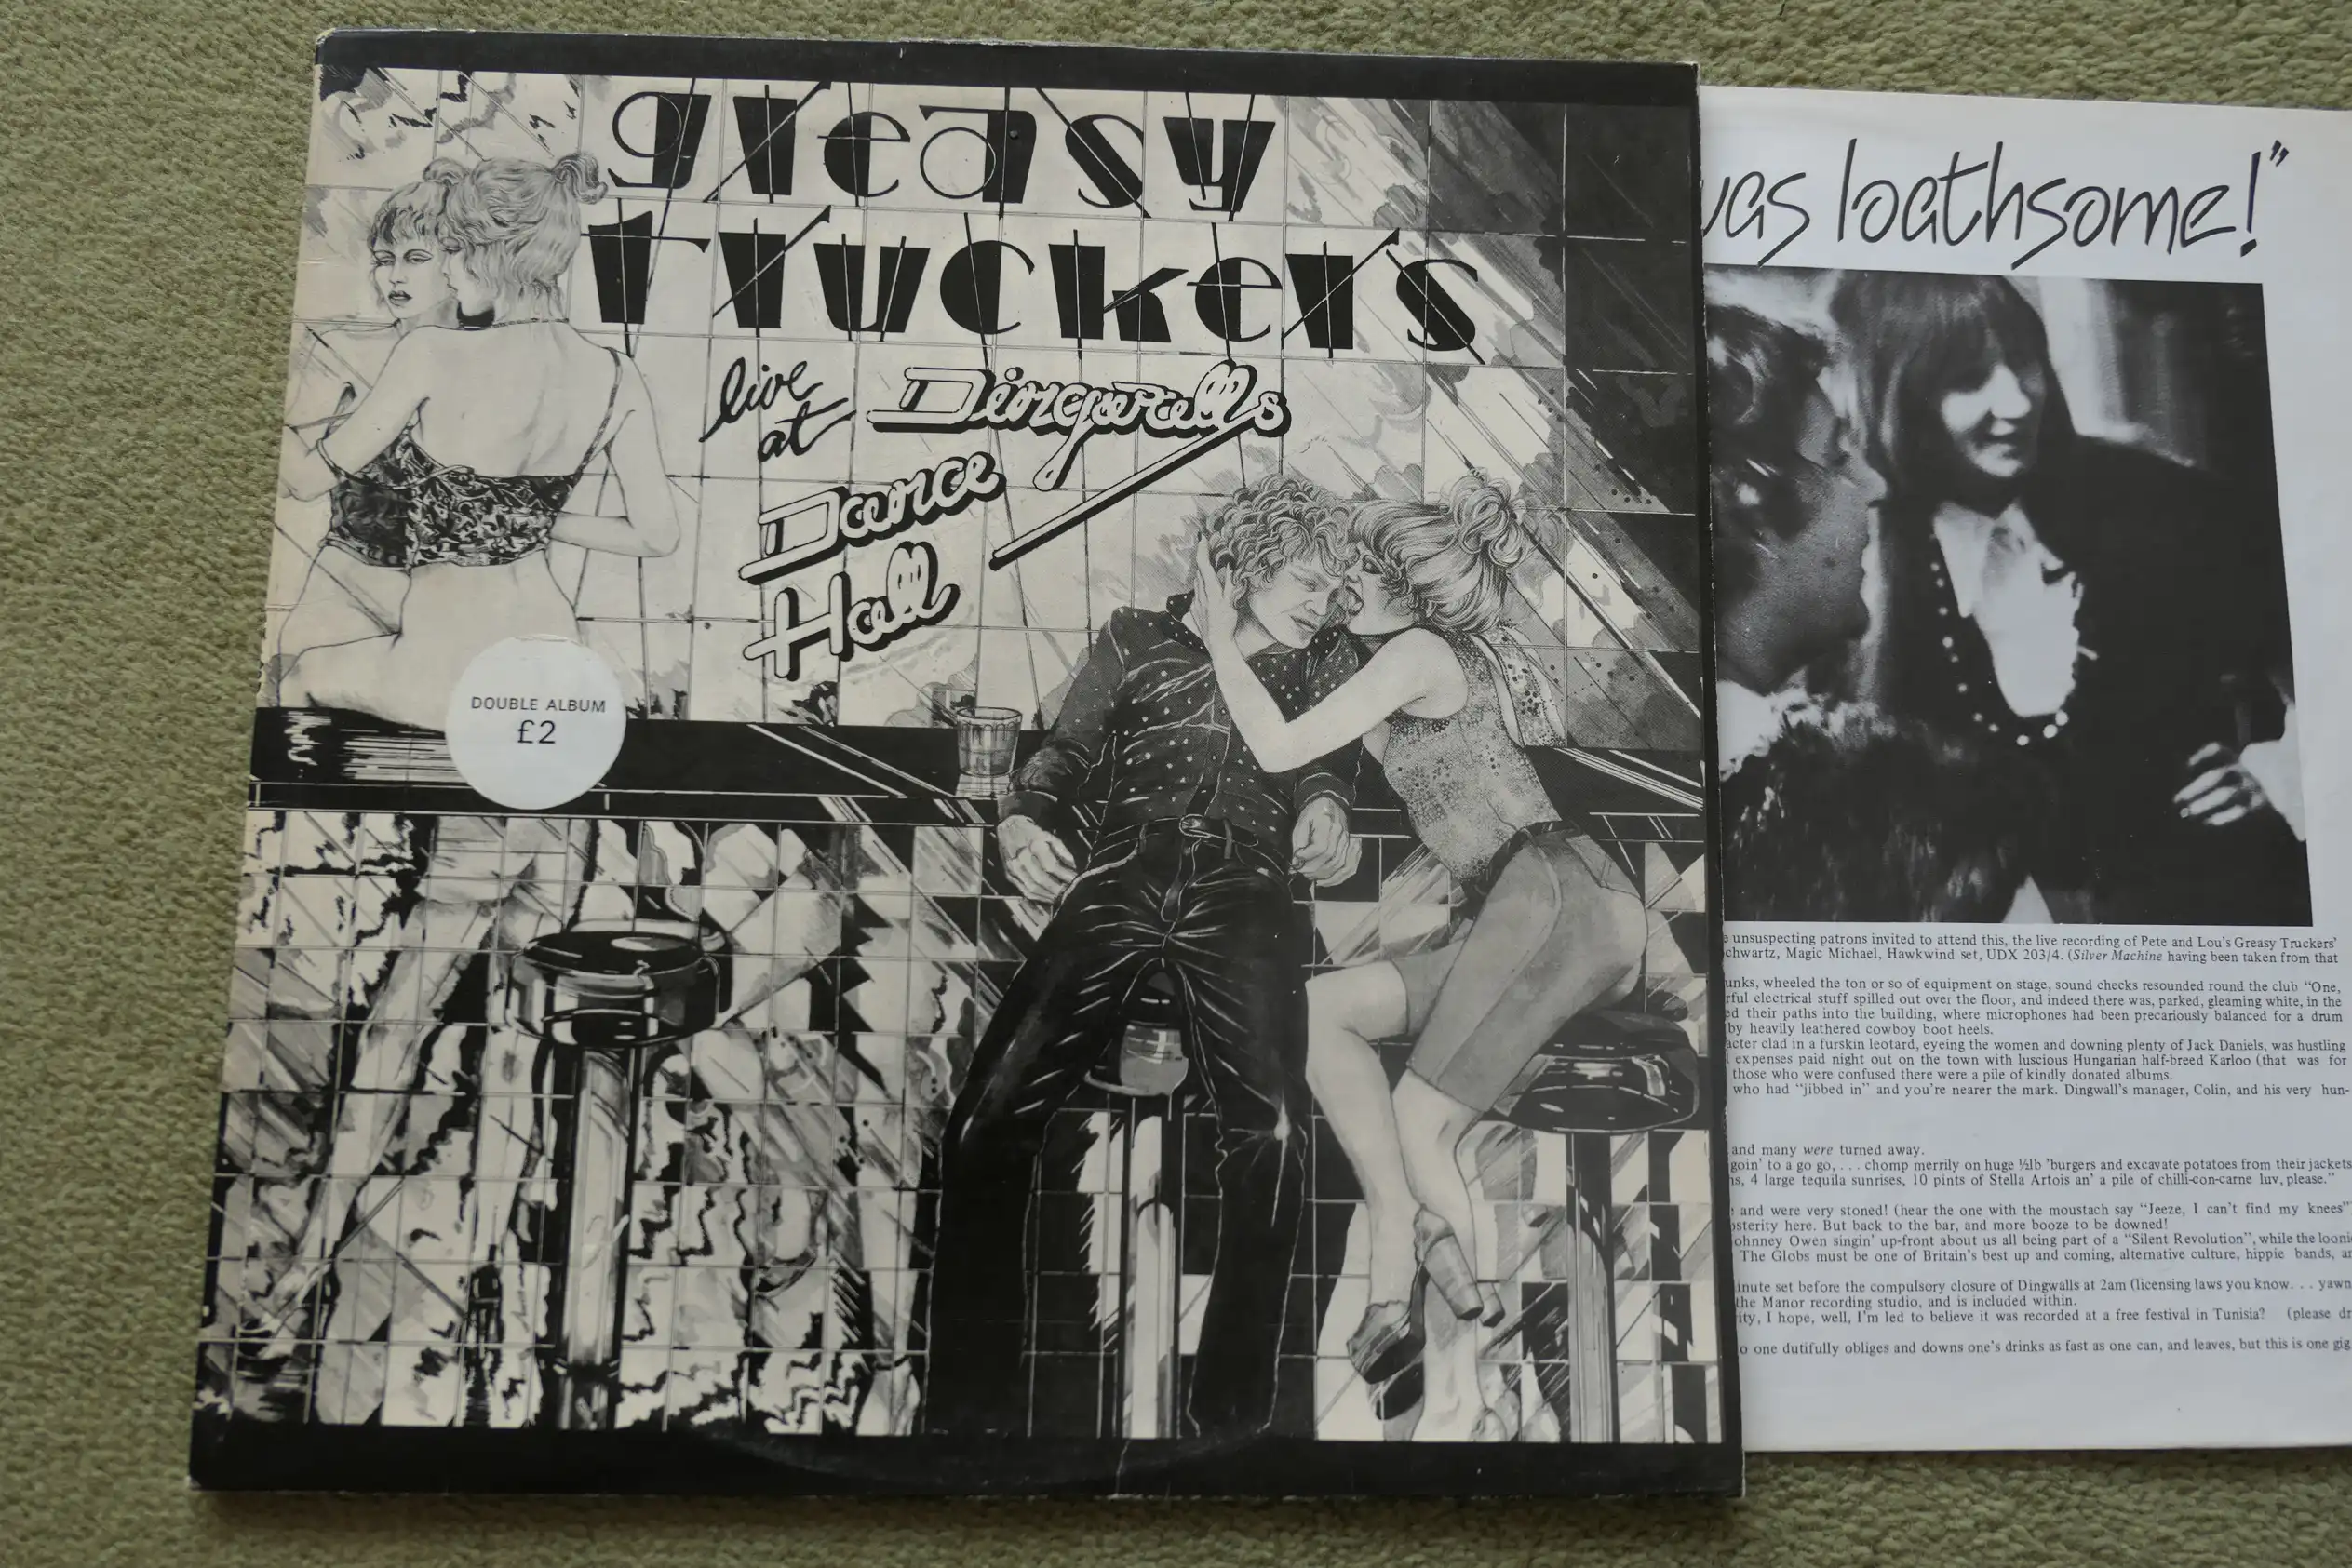 greasy
Truckers
live
at
Dingwalls
Dance
Hall
DOUBLE ALBUM
£2
was loathsome!"
unsuspecting patrons invited to attend this, the live recording of Pete and Lou's Greasy Truckers'
Magic Michael, Hawkwind set, UDX 203/4. (Silver Machine having been taken from that
wheeled the ton or so of equipment on stage, sound checks resounded round the club "One,
electrical stuff spilled out over the floor, and indeed there was, parked, gleaming white, in the
their paths into the building, where microphones had been precariously balanced for a drum
by heavily leathered cowboy boot heels.
clad in a furskin leotard, eyeing the women and downing plenty of Jack Daniels, was hustling
expenses paid night out on the town with luscious Hungarian half-breed Karloo (that was for
those who were confused there were a pile of kindly donated albums.
who had "jibbed in" and you're nearer the mark. Dingwall's manager, Colin, and his very hun-
and many were turned away.
goin' to a go go, . . . chomp merrily on huge ½lb 'burgers and excavate potatoes from their jackets
4 large tequila sunrises, 10 pints of Stella Artois an' a pile of chilli-con-carne luv, please."
and were very stoned! (hear the one with the moustach say "Jeeze, I can't find my knees"
here. But back to the bar, and more booze to be downed!
Owen singin' up-front about us all being part of a "Silent Revolution", while the
The Globs must be one of Britain's best up and coming, alternative culture, hippie bands,
set before the compulsory closure of Dingwalls at 2am (licensing laws you know. . . yawn
the Manor recording studio, and is included within.
I hope, well, I'm led to believe it was recorded at a free festival in Tunisia? (please
one dutifully obliges and downs one's drinks as fast as one can, and leaves, but this is one gig